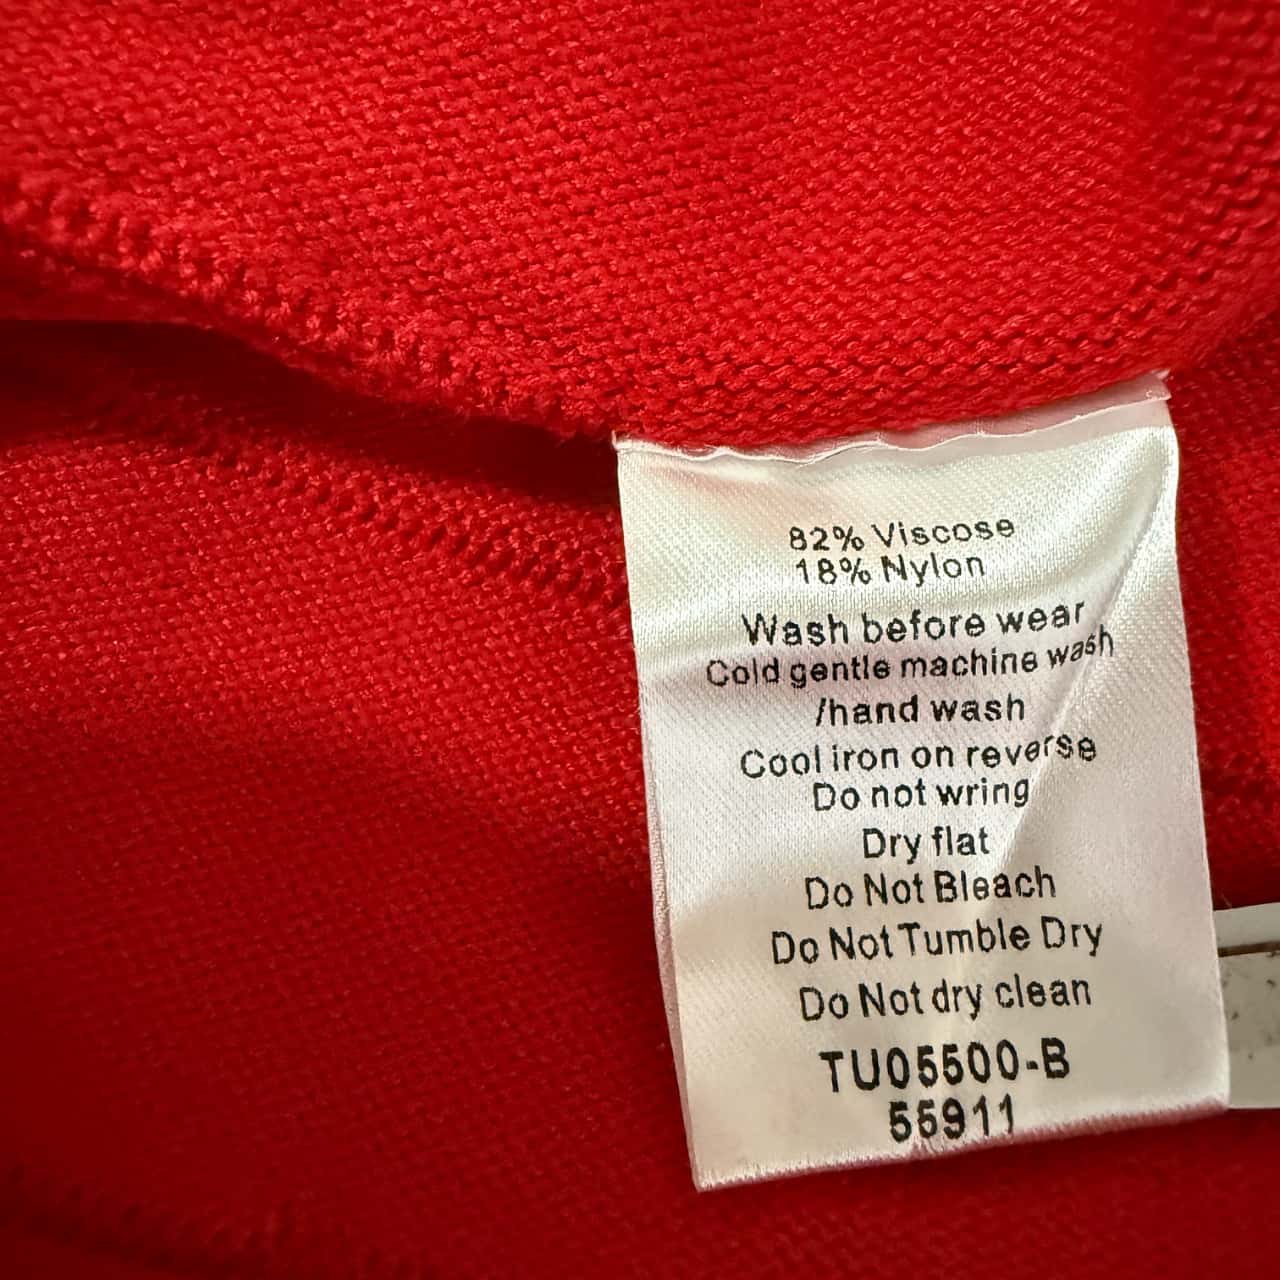 82% Viscose
18% Nylon
Wash before wear
Cold gentle machine wash
/hand wash
Cool iron on reverse
Do not wring
Dry flat
Do Not Bleach
Do Not Tumble Dry
Do Not dry clean
TU05500-B
55911